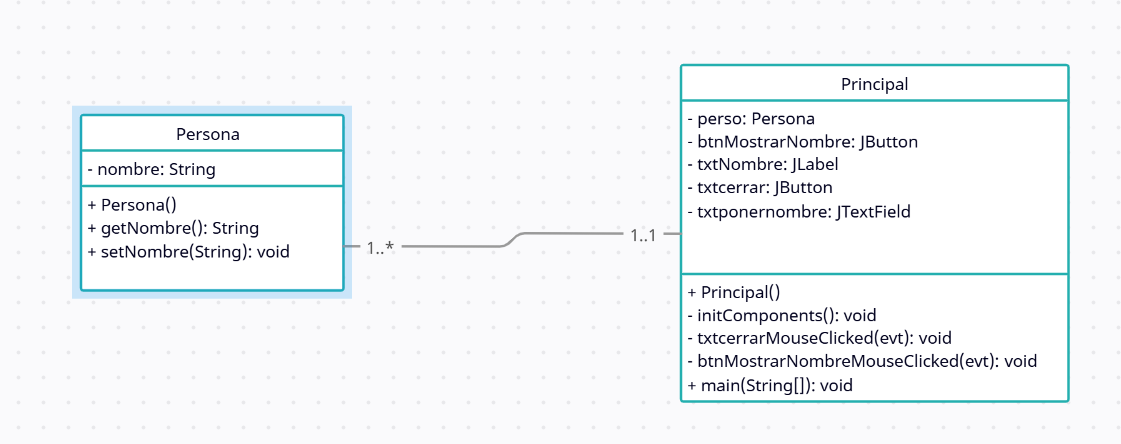 Persona
- nombre: String
+ Persona()
+ getNombre(): String
+ setNombre(String): void
1..*
1..1
Principal
- perso: Persona
- btnMostrarNombre: JButton
- txtNombre: JLabel
- txtcerrar: JButton
- txtponernombre: JTextField
+ Principal()
- initComponents(): void
- txtcerrarMouseClicked(evt): void
- btnMostrarNombreMouseClicked(evt): void
+ main(String[]): void